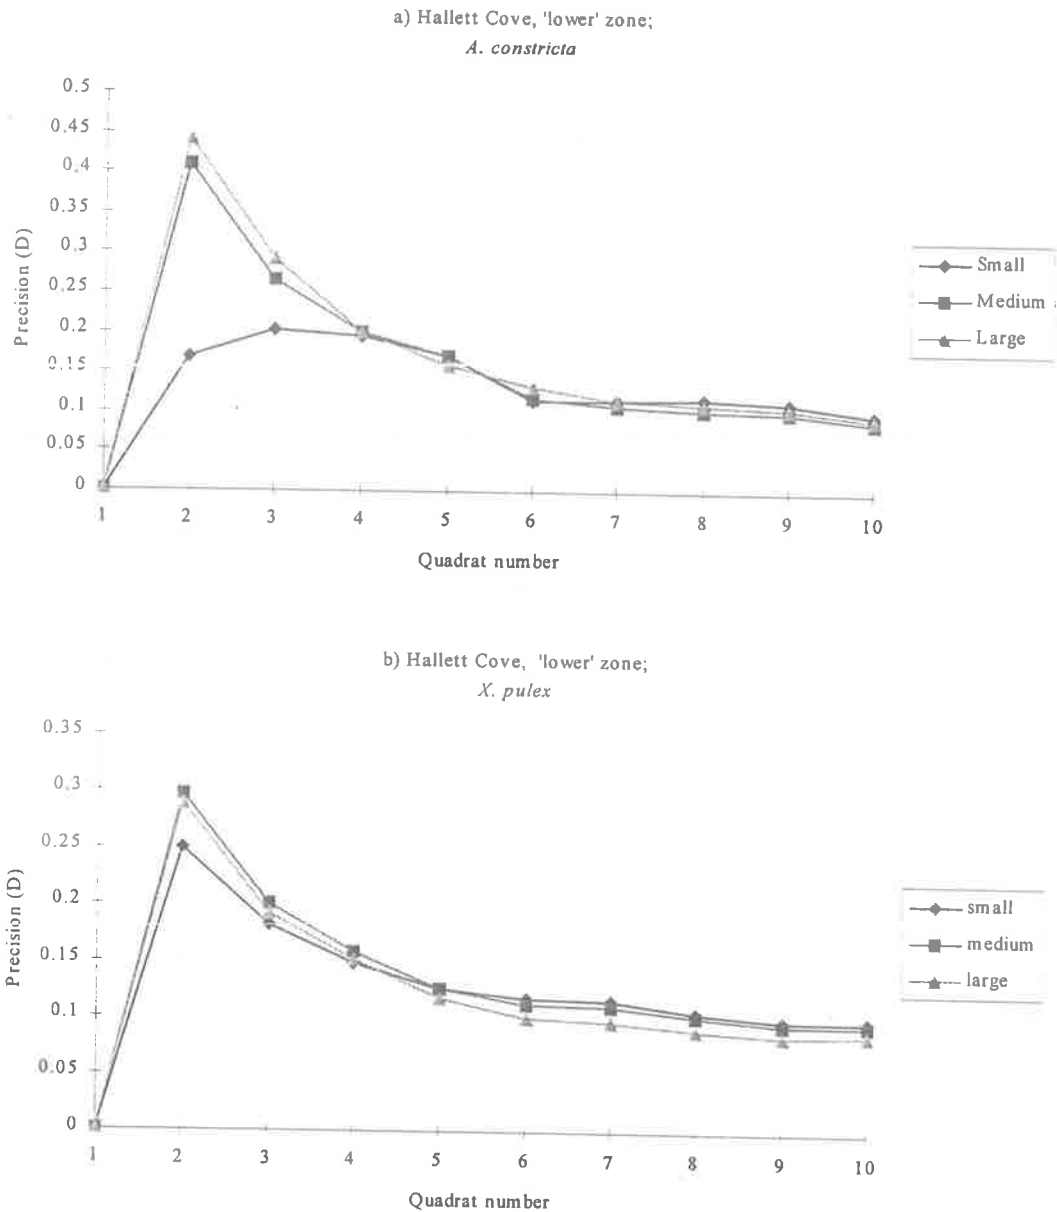 a) Hallett Cove, 'lower' zone;
A. constricta
0.5
0.45
0.4
0.35
0.3
0.25
0.2
0.15
0.1
0.05
0
Precision (D)
1 2 3 4 5 6 7 8 9 10
Quadrat number
Small
Medium
Large
b) Hallett Cove, 'lower' zone;
X. pulex
0.35
0.3
0.25
0.2
0.15
0.1
0.05
0
Precision (D)
1 2 3 4 5 6 7 8 9 10
Quadrat number
small
medium
large